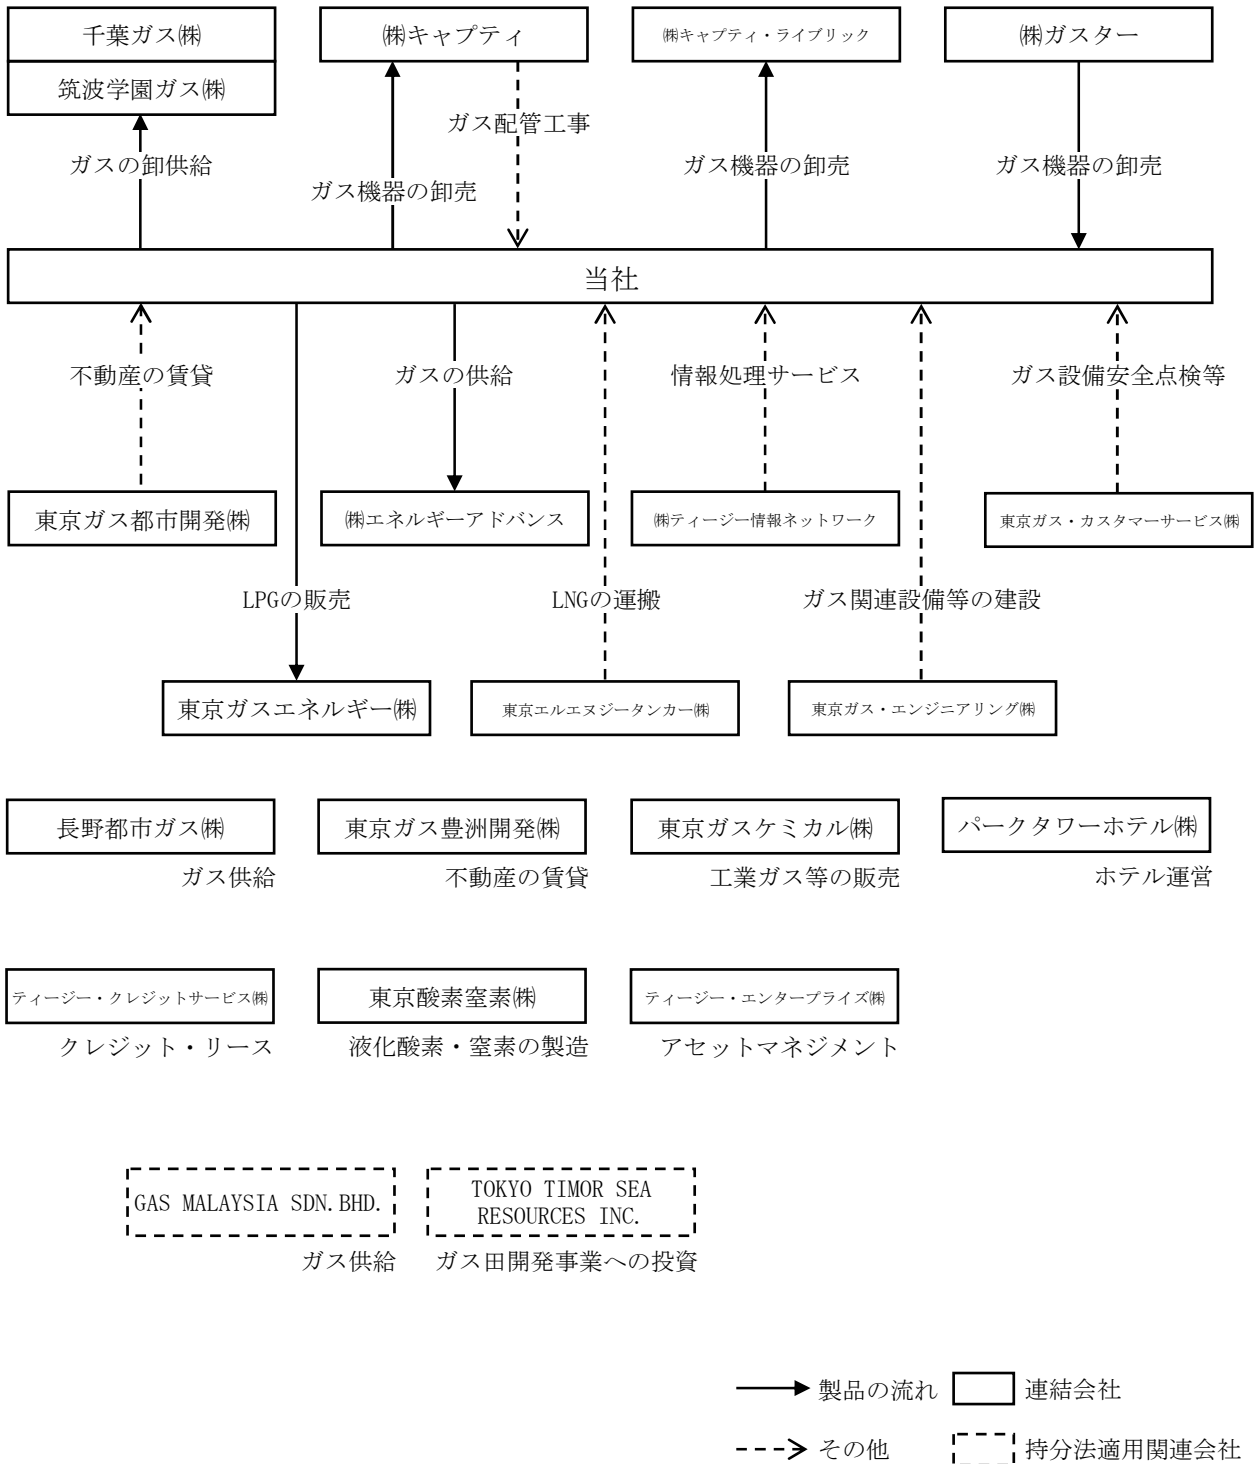 千葉ガス㈱
㈱キャプティ
㈱キャプティ・ライブリック
㈱ガスター
筑波学園ガス㈱
ガス配管工事
ガスの卸供給
ガス機器の卸売
ガス機器の卸売
ガス機器の卸売
当社
不動産の賃貸
ガスの供給
情報処理サービス
ガス設備安全点検等
東京ガス都市開発㈱
㈱エネルギーアドバンス
㈱ティージー情報ネットワーク
東京ガス・カスタマーサービス㈱
LPGの販売
LNGの運搬
ガス関連設備等の建設
東京ガスエネルギー㈱
東京エルエヌジータンカー㈱
東京ガス・エンジニアリング㈱
長野都市ガス㈱
東京ガス豊洲開発㈱
東京ガスケミカル㈱
パークタワーホテル㈱
ガス供給
不動産の賃貸
工業ガス等の販売
ホテル運営
ティージー・クレジットサービス㈱
東京酸素窒素㈱
ティージー・エンタープライズ㈱
クレジット・リース
液化酸素・窒素の製造
アセットマネジメント
GAS MALAYSIA SDN.BHD.
TOKYO TIMOR SEA
RESOURCES INC.
ガス供給
ガス田開発事業への投資
製品の流れ
連結会社
その他
持分法適用関連会社